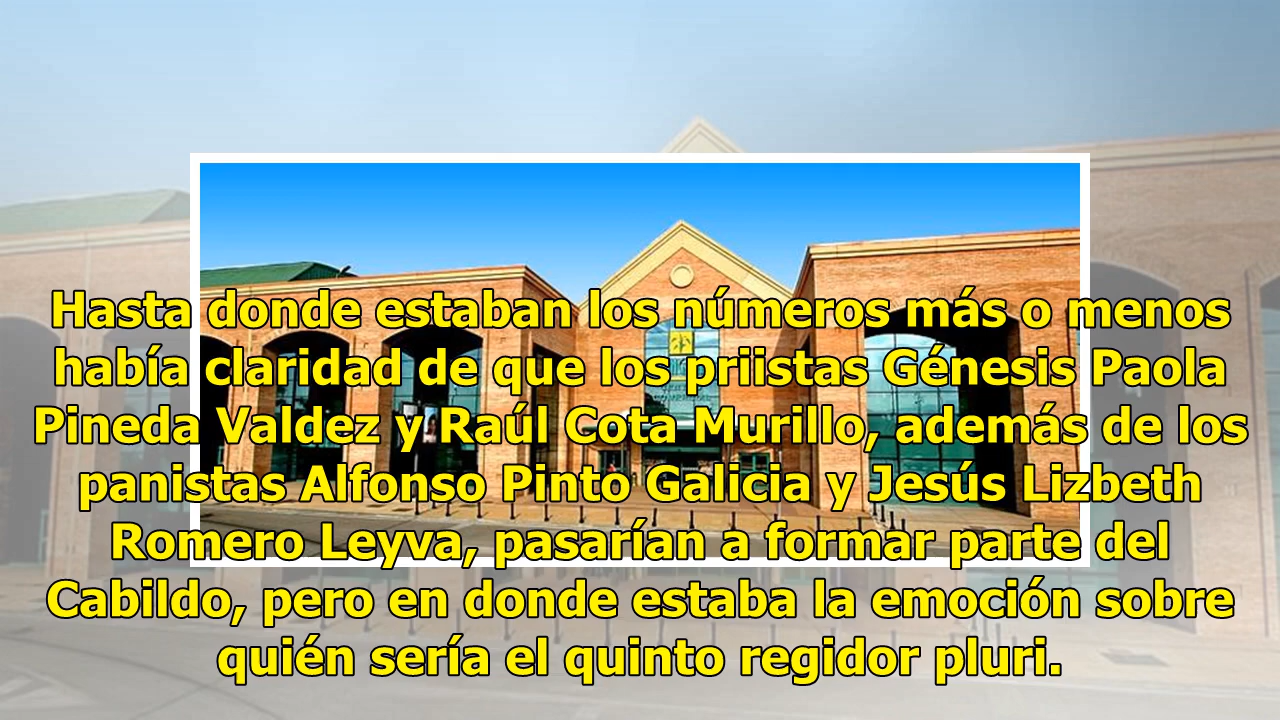 Hasta donde estaban los números más o menos
había claridad de que los priistas Génesis Paola
Pineda Valdez y Raúl Cota Murillo, además de los
panistas Alfonso Pinto Galicia y Jesús Lizbeth
Romero Leyva, pasarían a formar parte del
Cabildo, pero en donde estaba la emoción sobre
quién sería el quinto regidor pluri.